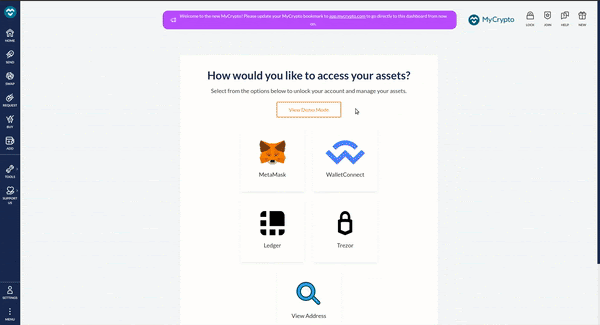 Welcome to the new MyCrypto! Please update your MyCrypto bookmark to app.mycrypto.com to go directly to this dashboard from now
on.
MyCrypto
LOCK
JOIN
HELP
NEW
HOME
SEND
SWAP
REQUEST
BUY
ADD
TOOLS
SUPPORT
US
SETTINGS
MENU
How would you like to access your assets?
Select from the options below to unlock your account and manage your assets.
View Demo Mode
MetaMask
WalletConnect
Ledger
Trezor
View Address